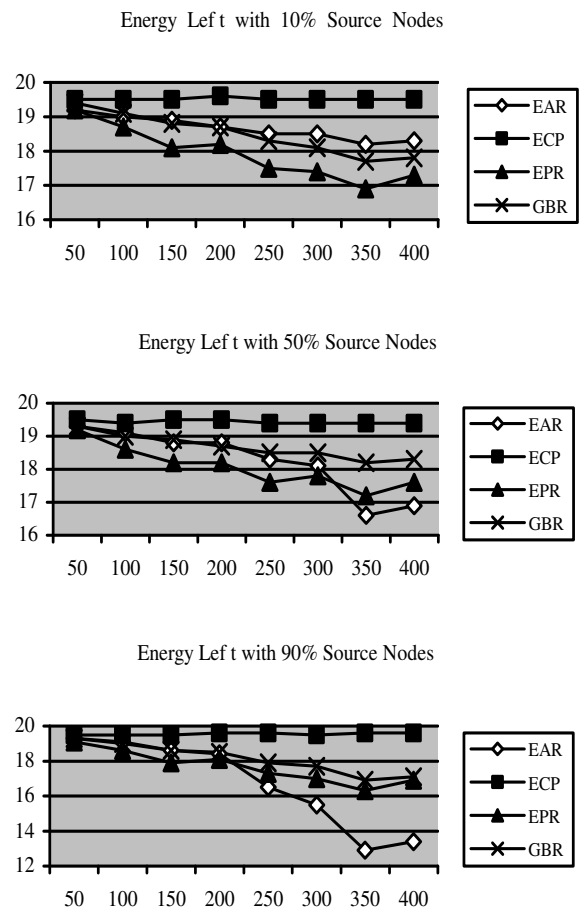 Energy Lef t with 10% Source Nodes
20
19
18
17
16
50 100 150 200 250 300 350 400
EAR
ECP
EPR
GBR
Energy Lef t with 50% Source Nodes
20
19
18
17
16
50 100 150 200 250 300 350 400
EAR
ECP
EPR
GBR
Energy Lef t with 90% Source Nodes
20
18
16
14
12
50 100 150 200 250 300 350 400
EAR
ECP
EPR
GBR